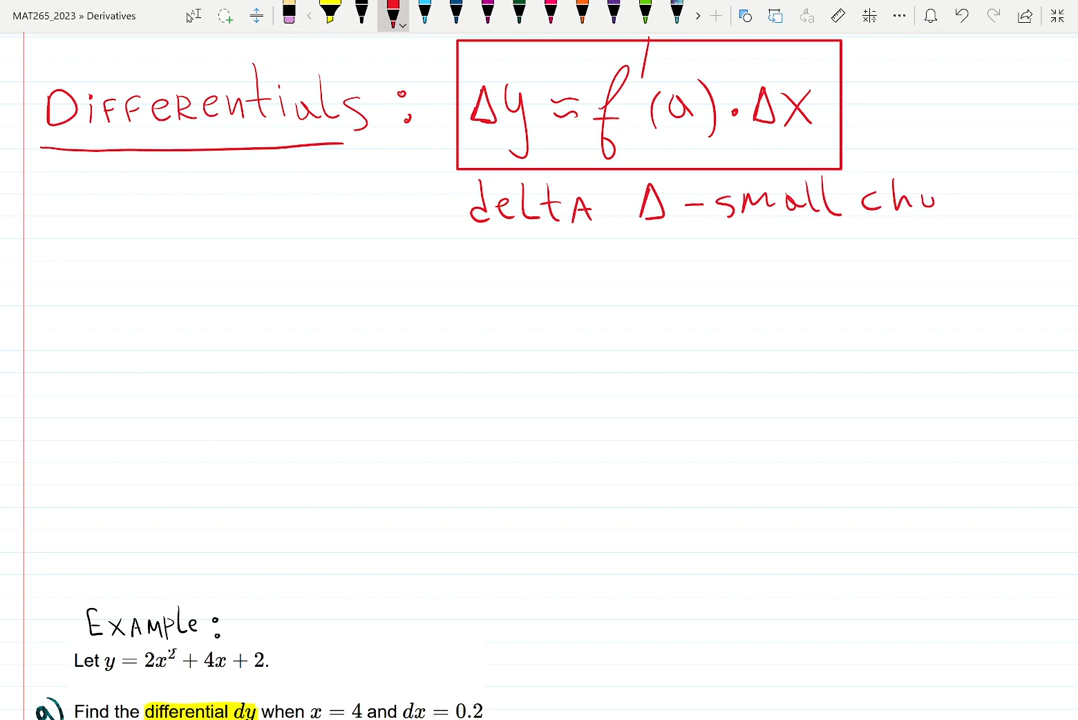 MAT265_2023 » Derivatives
Differentials : Δy ≈ f'(a) · Δx
delta Δ - small
Example :
Let y = 2x² + 4x + 2.
a) Find the differential dy when x = 4 and dx = 0.2